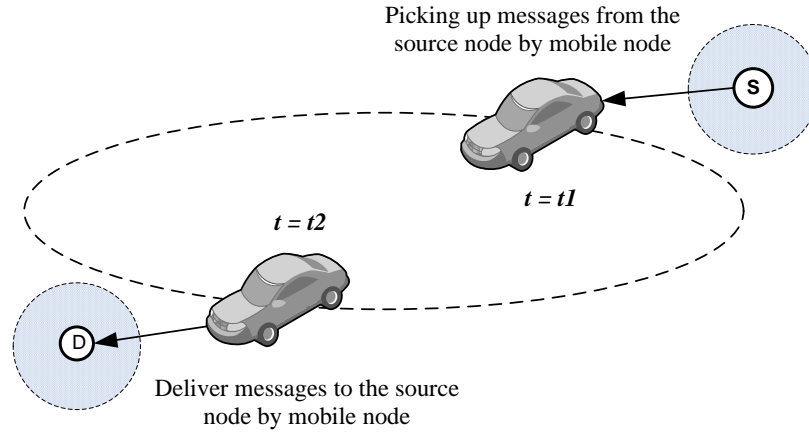 Picking up messages from the
source node by mobile node
S
t = t1
t = t2
D
Deliver messages to the source
node by mobile node